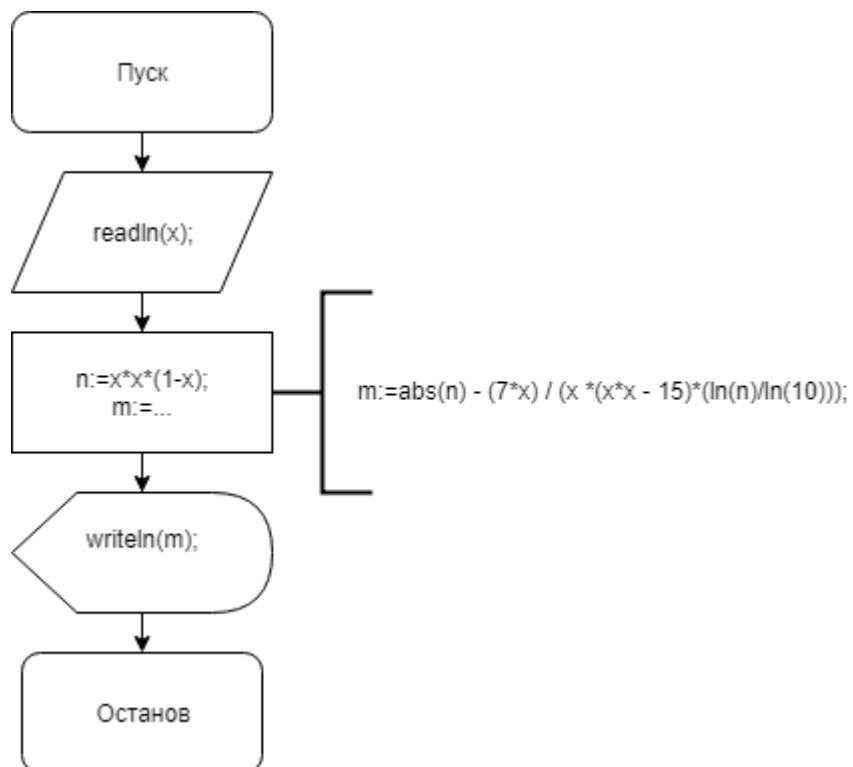 Пуск
readln(x);
n:=x*x*(1-x);
m:=...
m:=abs(n) - (7*x) / (x *(x*x - 15)*(ln(n)/ln(10)));
writeln(m);
Останов